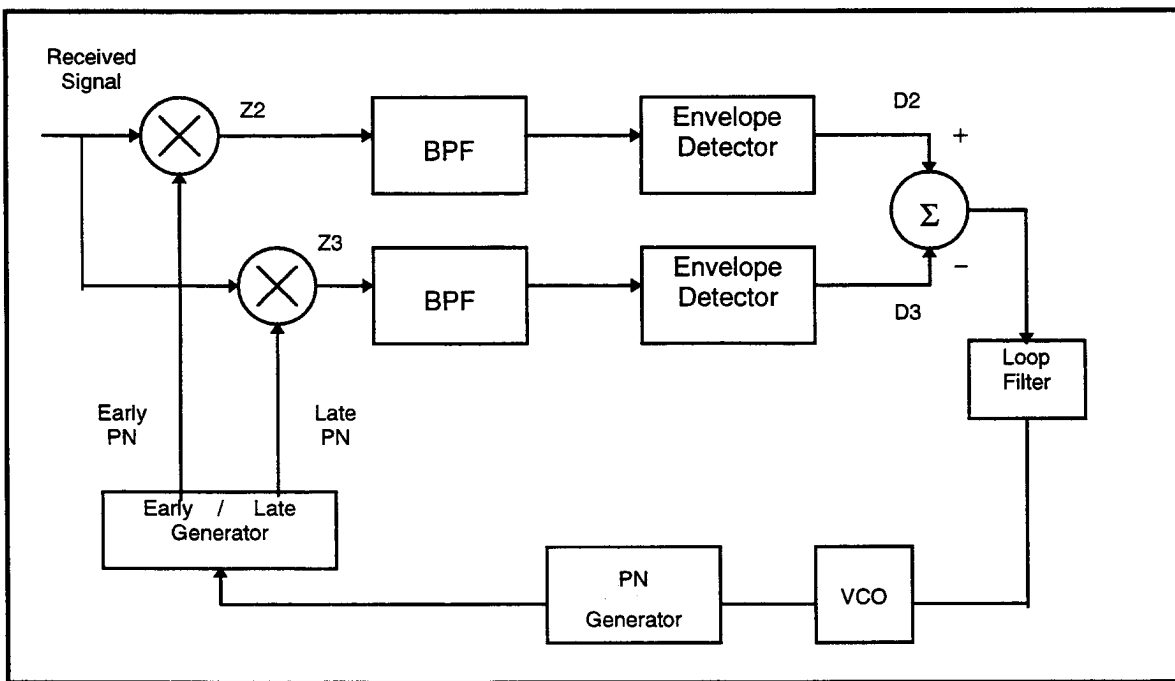 Received
Signal
Z2
BPF
Envelope
Detector
D2
+
Σ
Z3
BPF
Envelope
Detector
−
D3
Loop
Filter
Early
PN
Late
PN
Early / Late
Generator
PN
Generator
VCO